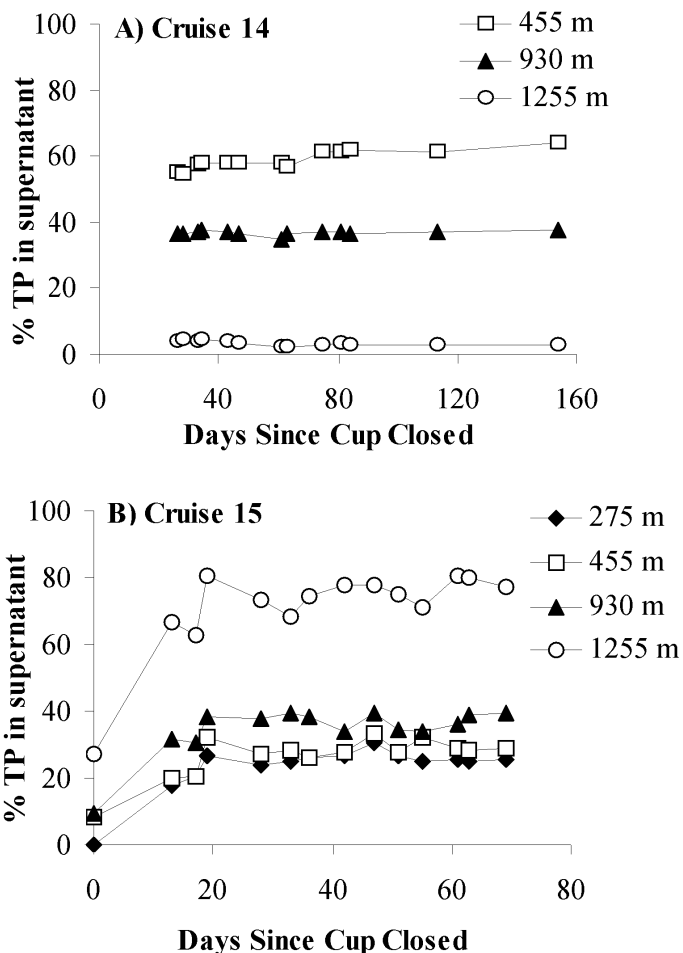 A) Cruise 14
455 m
930 m
1255 m
% TP in supernatant
100
80
60
40
20
0
0 40 80 120 160
Days Since Cup Closed
B) Cruise 15
275 m
455 m
930 m
1255 m
% TP in supernatant
100
80
60
40
20
0
0 20 40 60 80
Days Since Cup Closed